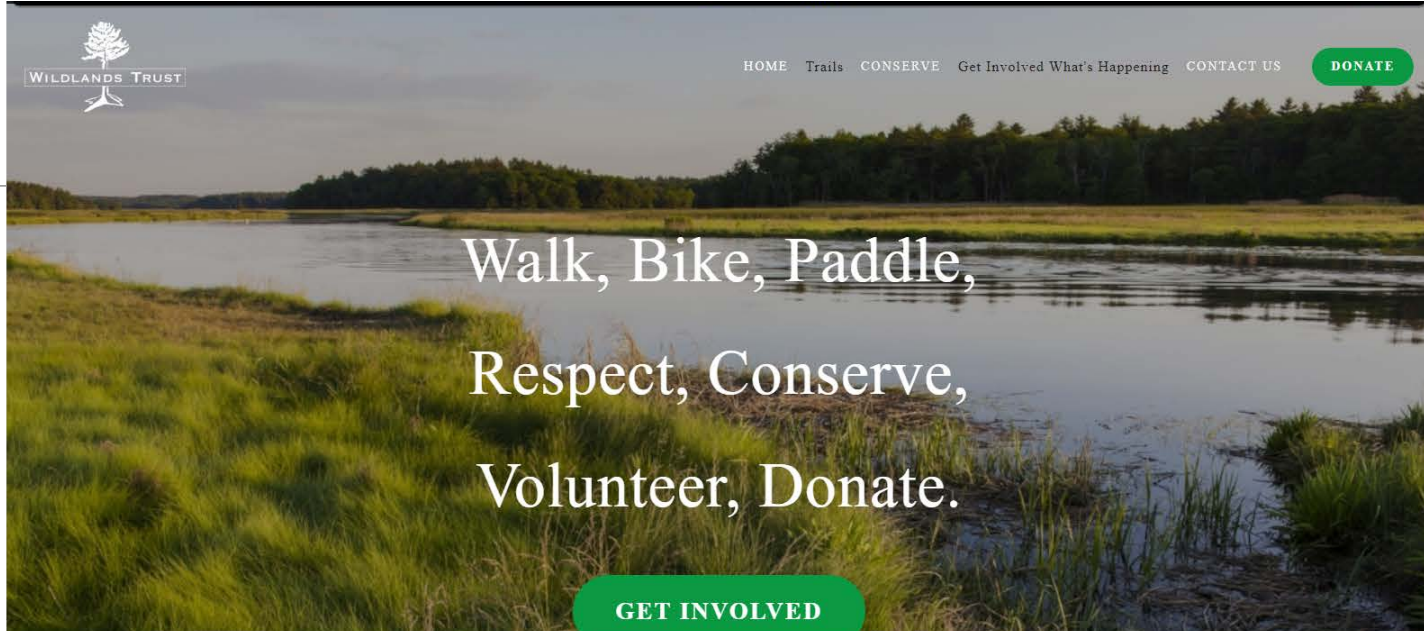 WILDLANDS TRUST
HOME Trails CONSERVE Get Involved What's Happening CONTACT US DONATE
Walk, Bike, Paddle,
Respect, Conserve,
Volunteer, Donate.
GET INVOLVED